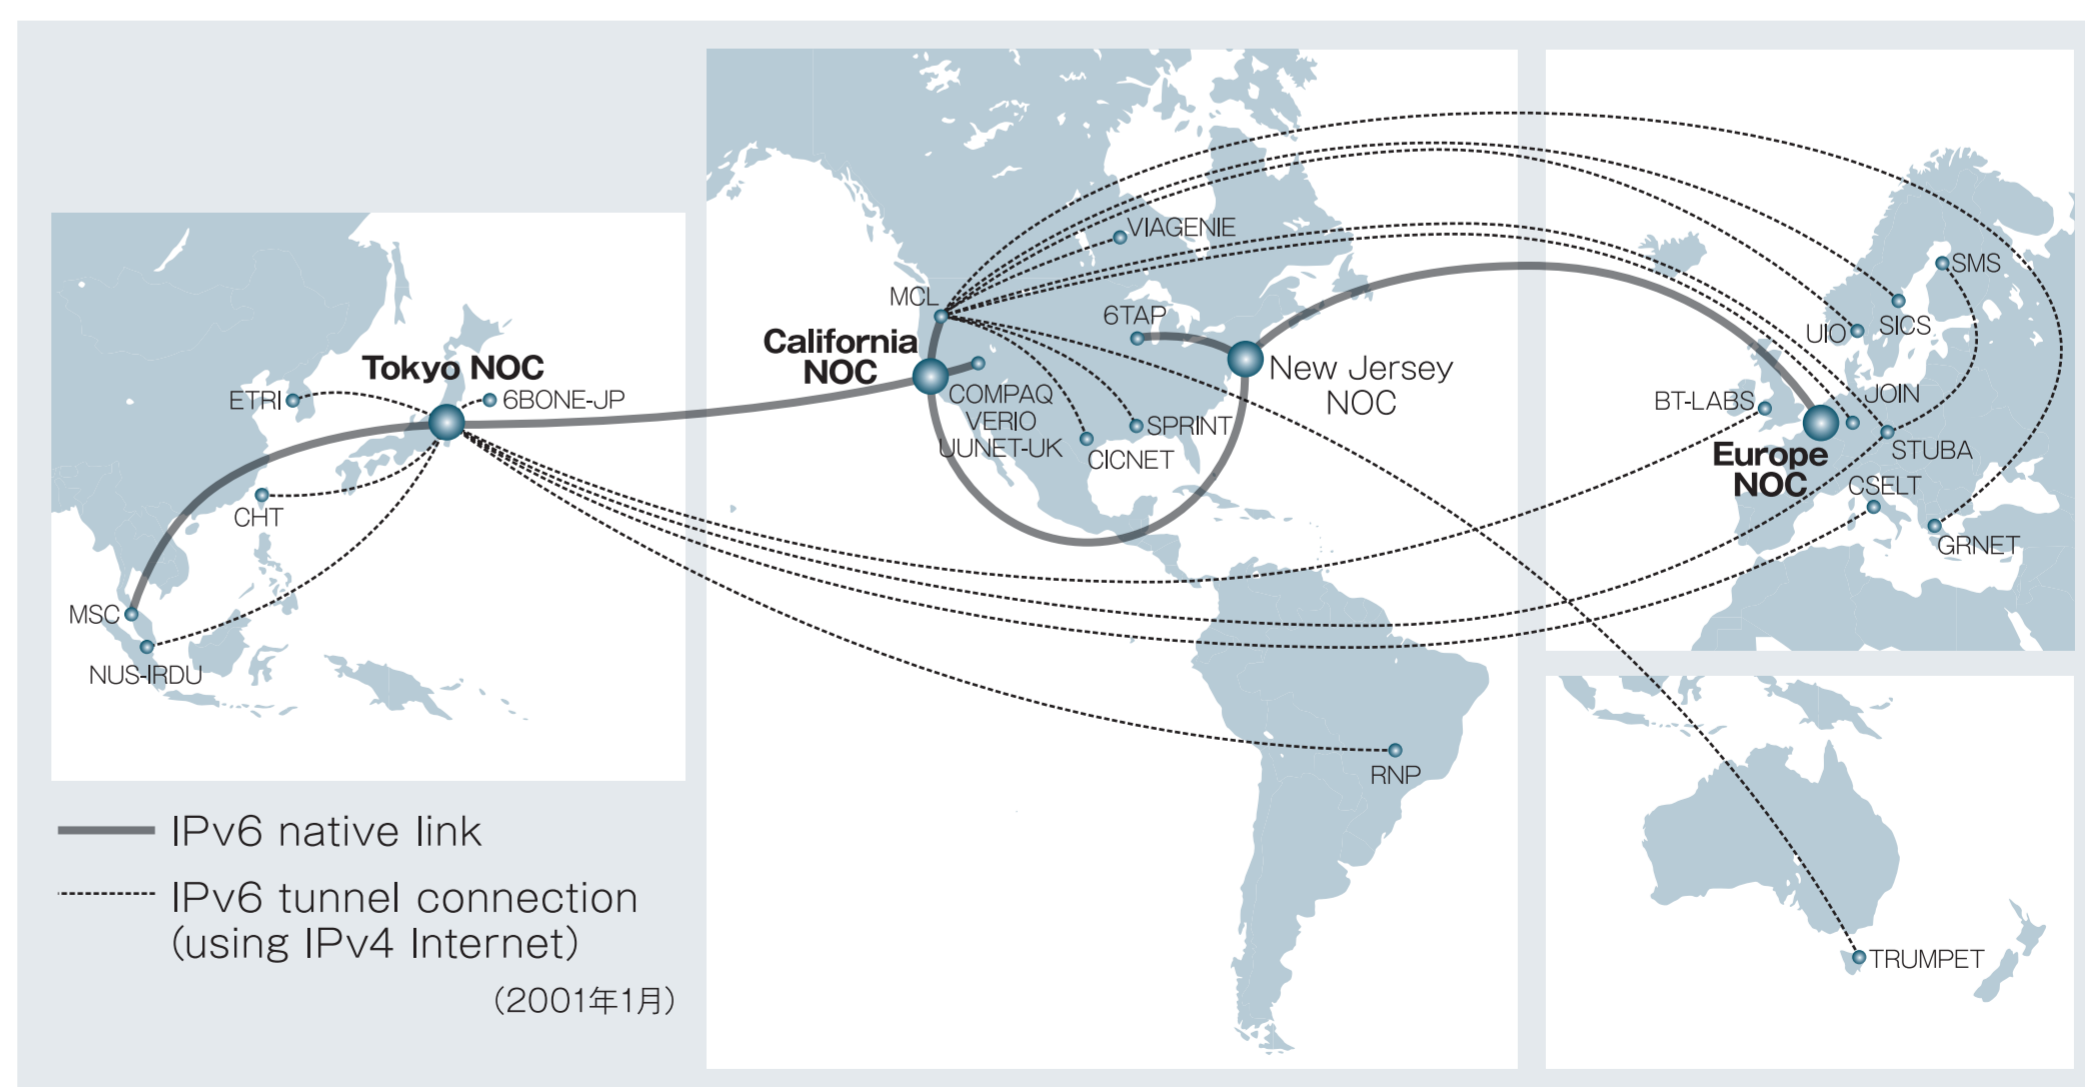 Tokyo NOC
ETRI
6BONE-JP
CHT
MSC
NUS-IRDU
VIAGENIE
MCL
6TAP
California
NOC
New Jersey
NOC
COMPAQ
VERIO
UUNET-UK
SPRINT
CICNET
RNP
SMS
SICS
UIO
JOIN
BT-LABS
STUBA
Europe
NOC
CSELT
GRNET
TRUMPET
IPv6 native link
IPv6 tunnel connection
(using IPv4 Internet)
（2001年1月）